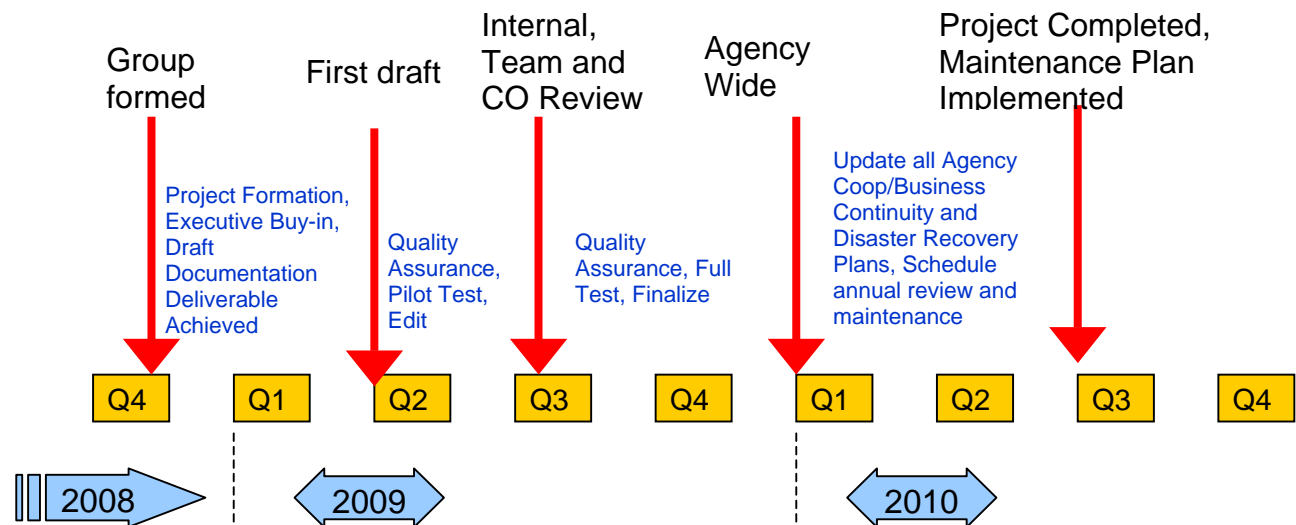 Group
formed
First draft
Internal,
Team and
CO Review
Agency
Wide
Project Completed,
Maintenance Plan
Implemented
Project Formation,
Executive Buy-in,
Draft
Documentation
Deliverable
Achieved
Quality
Assurance,
Pilot Test,
Edit
Quality
Assurance, Full
Test, Finalize
Update all Agency
Coop/Business
Continuity and
Disaster Recovery
Plans, Schedule
annual review and
maintenance
Q4
Q1
Q2
Q3
Q4
Q1
Q2
Q3
Q4
2008
2009
2010